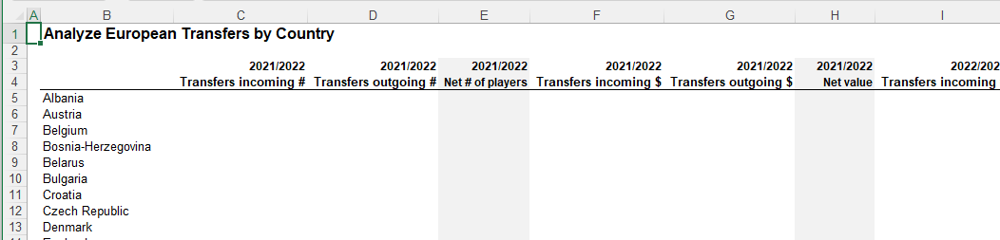 A B C D E F G H I
1 Analyze European Transfers by Country
2
3 2021/2022 2021/2022 2021/2022 2021/2022 2021/2022 2021/2022 2022/202
4 Transfers incoming # Transfers outgoing # Net # of players Transfers incoming $ Transfers outgoing $ Net value Transfers incoming
5 Albania
6 Austria
7 Belgium
8 Bosnia-Herzegovina
9 Belarus
10 Bulgaria
11 Croatia
12 Czech Republic
13 Denmark